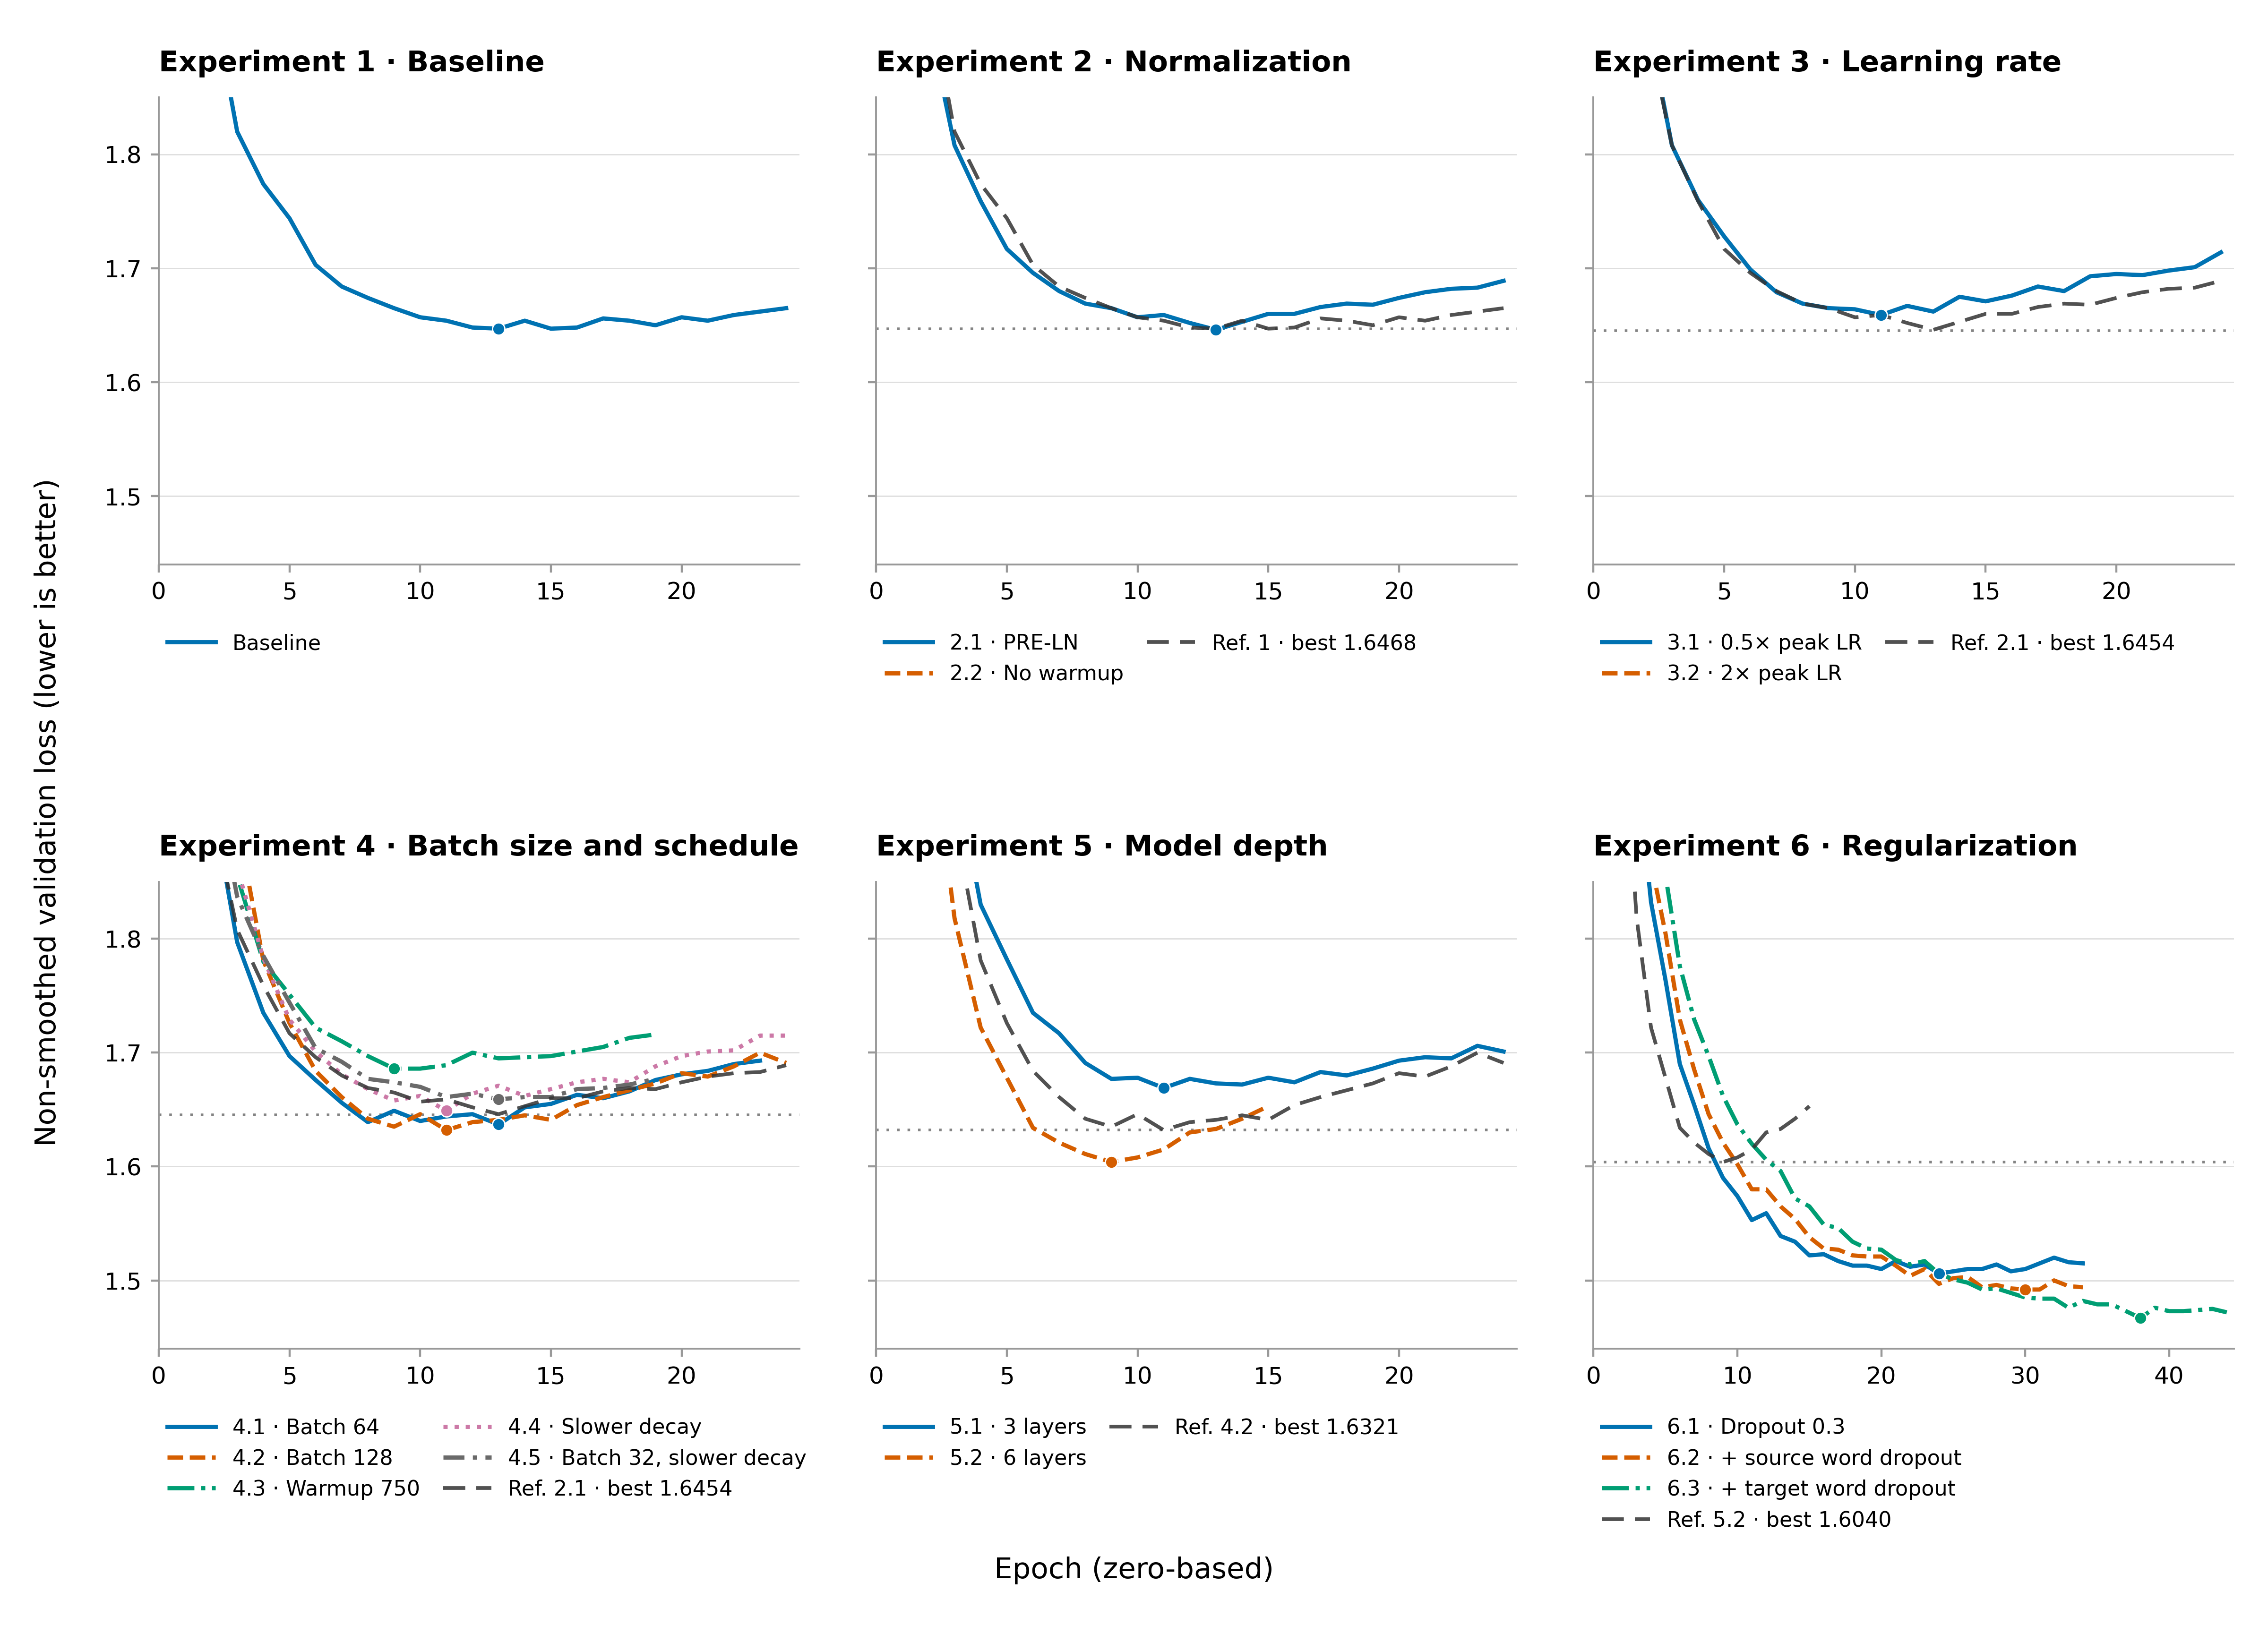 Experiment 1 · Baseline
Experiment 2 · Normalization
Experiment 3 · Learning rate
Non-smoothed validation loss (lower is better)
1.8
1.7
1.6
1.5
0 5 10 15 20
0 5 10 15 20
0 5 10 15 20
Baseline
2.1 · PRE-LN
2.2 · No warmup
Ref. 1 · best 1.6468
3.1 · 0.5× peak LR
3.2 · 2× peak LR
Ref. 2.1 · best 1.6454
Experiment 4 · Batch size and schedule
Experiment 5 · Model depth
Experiment 6 · Regularization
1.8
1.7
1.6
1.5
0 5 10 15 20
0 5 10 15 20
0 10 20 30 40
4.1 · Batch 64
4.2 · Batch 128
4.3 · Warmup 750
4.4 · Slower decay
4.5 · Batch 32, slower decay
Ref. 2.1 · best 1.6454
5.1 · 3 layers
5.2 · 6 layers
Ref. 4.2 · best 1.6321
6.1 · Dropout 0.3
6.2 · + source word dropout
6.3 · + target word dropout
Ref. 5.2 · best 1.6040
Epoch (zero-based)